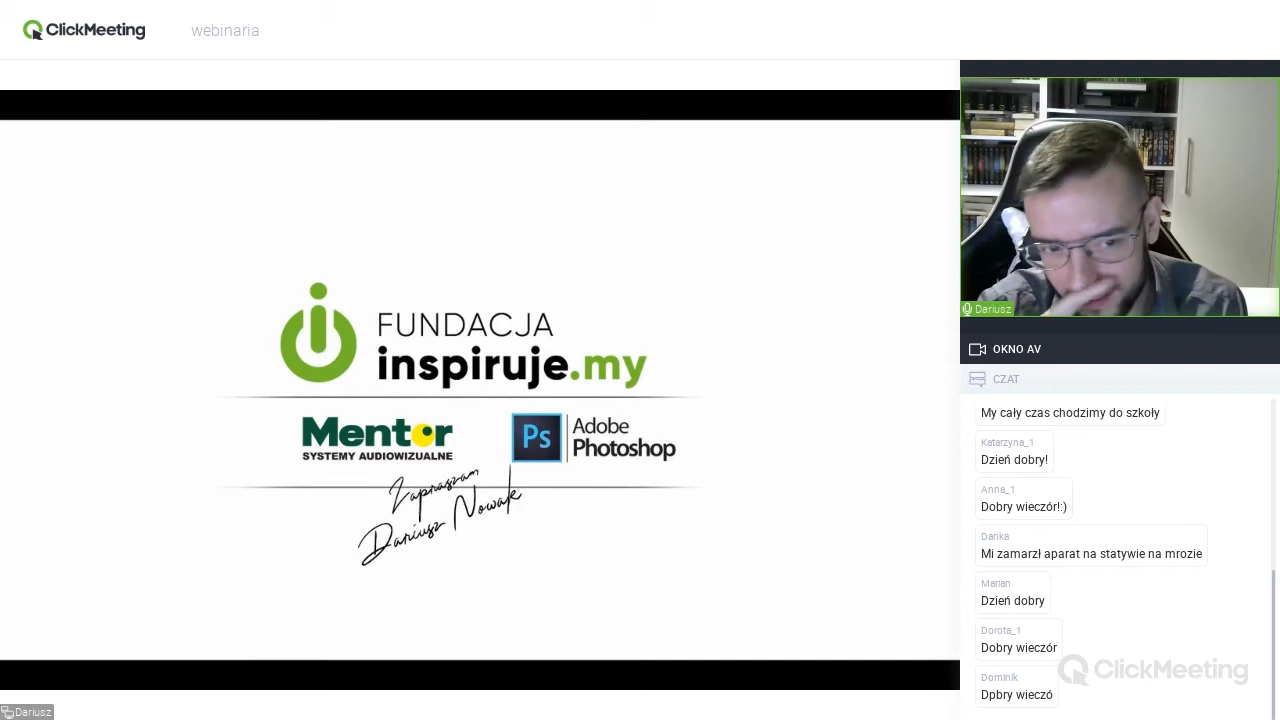 ClickMeeting
webinaria
FUNDACJA
inspiruje.my
Mentor
SYSTEMY AUDIOWIZUALNE
Ps
Adobe
Photoshop
Zapraszam
Dariusz Nowak
Dariusz
Dariusz
OKNO AV
CZAT
My cały czas chodzimy do szkoły
Katarzyna_1
Dzień dobry!
Anna_1
Dobry wieczór!:)
Danka
Mi zamarzł aparat na statywie na mrozie
Marian
Dzień dobry
Dorota_1
Dobry wieczór
Dominik
Dpbry wieczó
ClickMeeting